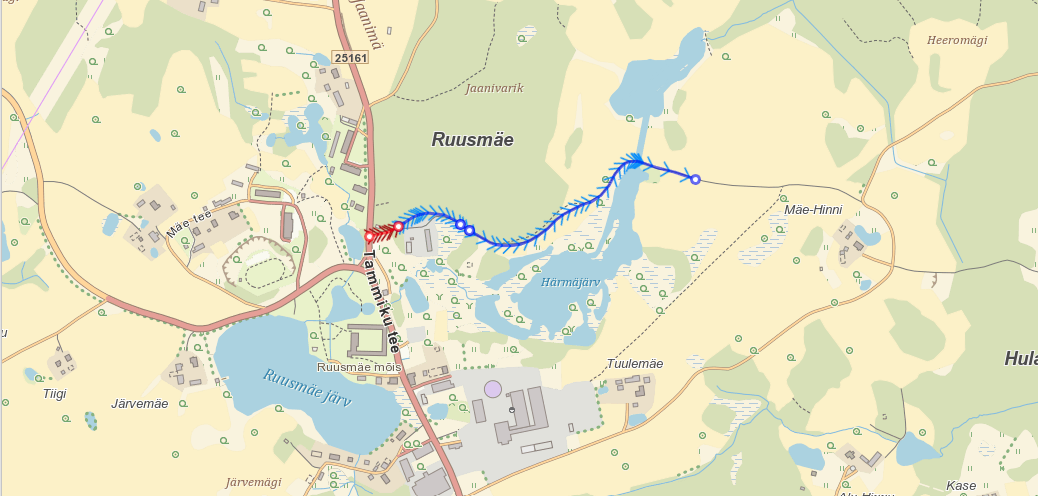 Jaanimä
25161
Heeromägi
Jaanivarik
Ruusmäe
Mäe tee
Mäe-Hinni
Tammiku tee
Härmäjärv
Ruusmäe mõis
Tuulemäe
Hula
Tiigi
Järvemäe
Ruusmäe järv
Järvemägi
Kase